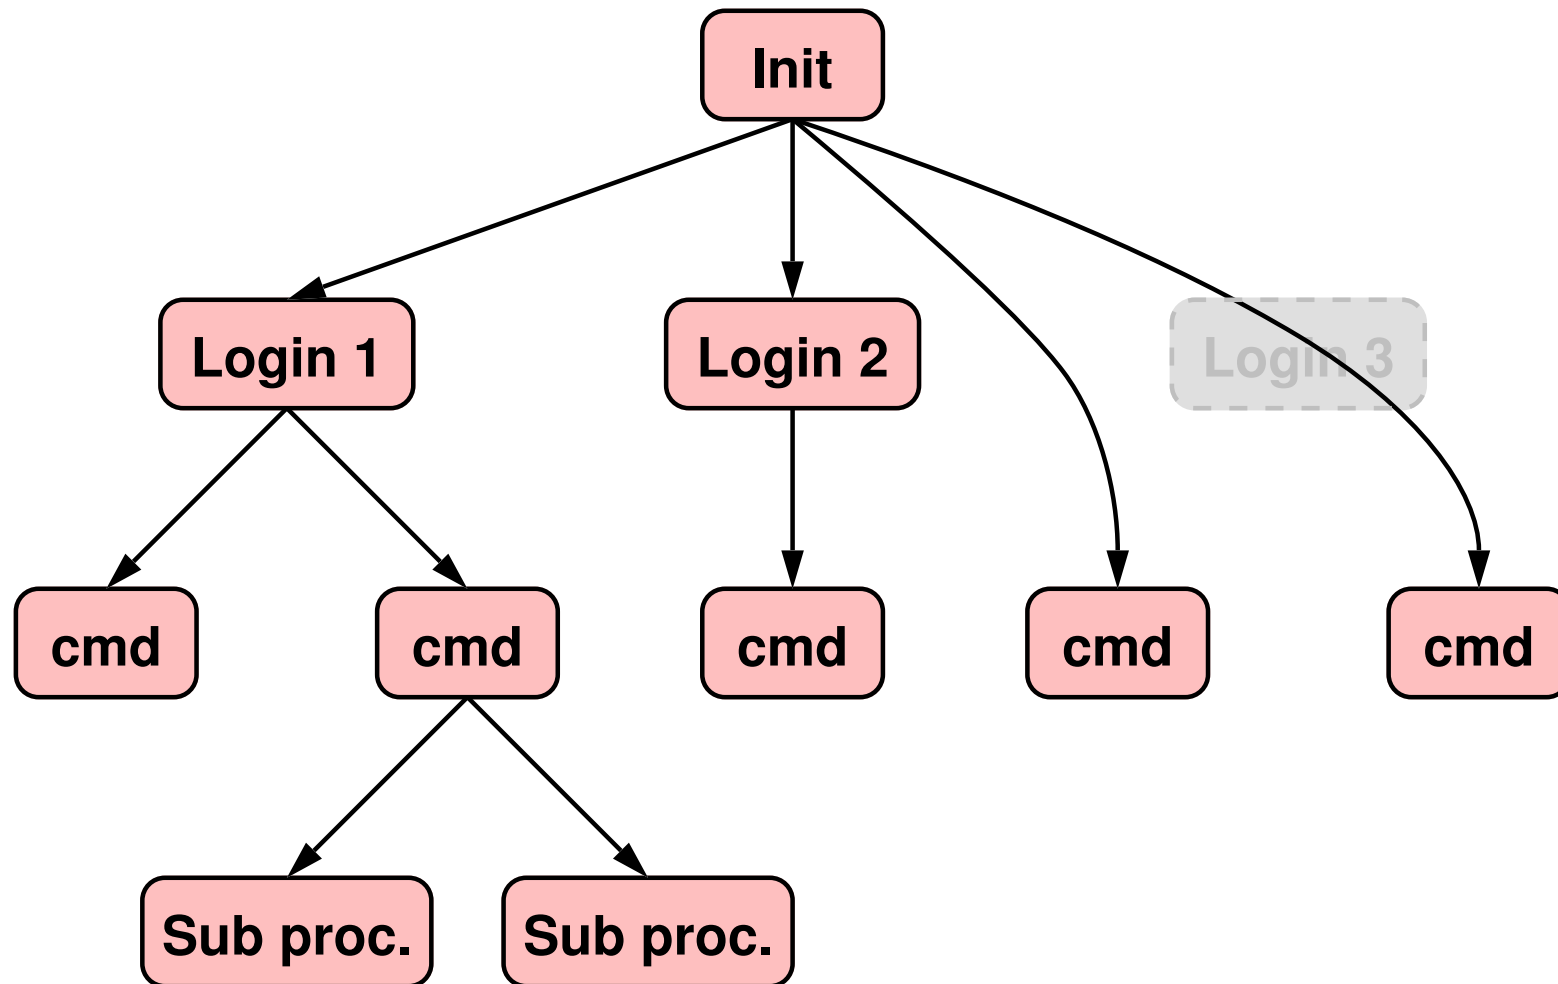 Init
Login 1
Login 2
Login 3
cmd
cmd
cmd
cmd
cmd
Sub proc.
Sub proc.